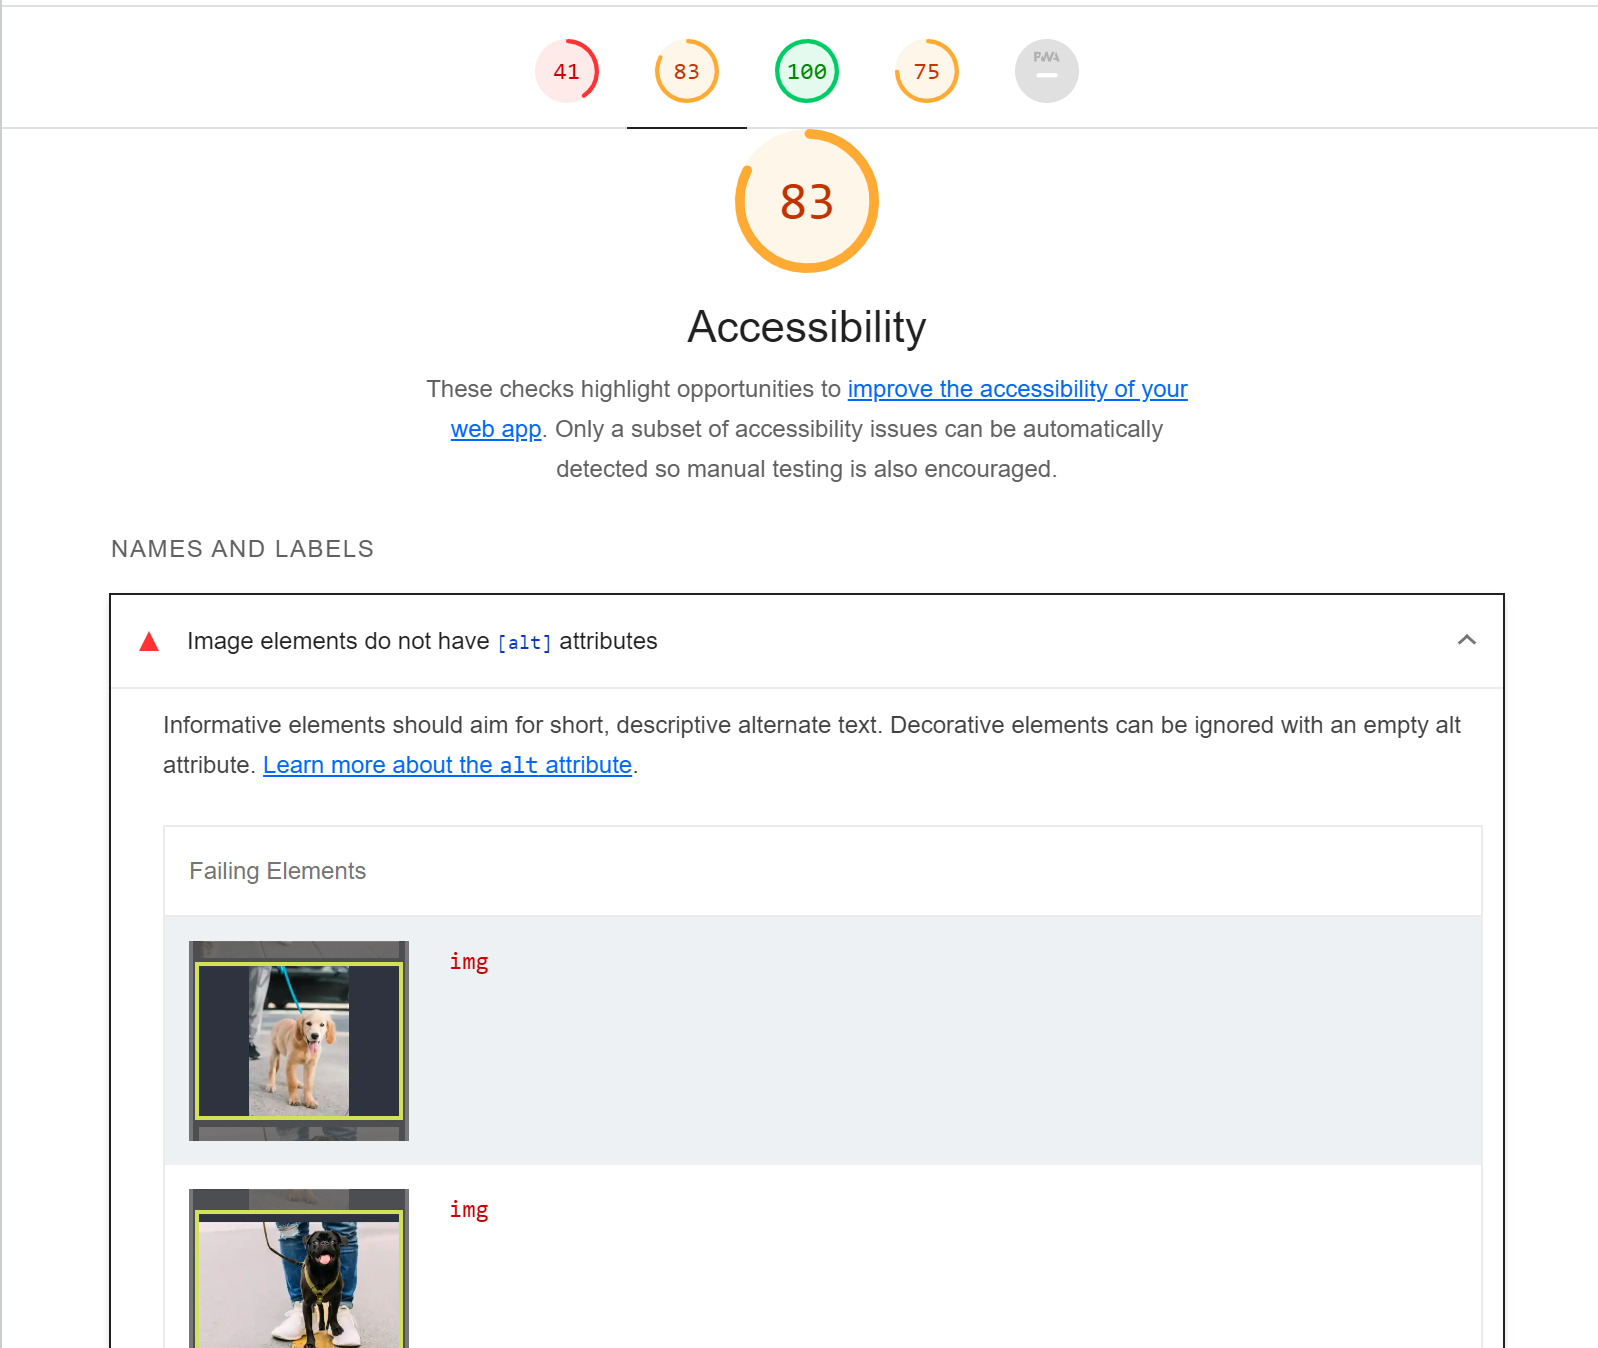 41 83 100 75 PWA
83
Accessibility
These checks highlight opportunities to improve the accessibility of your
web app. Only a subset of accessibility issues can be automatically
detected so manual testing is also encouraged.
NAMES AND LABELS
Image elements do not have [alt] attributes
Informative elements should aim for short, descriptive alternate text. Decorative elements can be ignored with an empty alt
attribute. Learn more about the alt attribute.
Failing Elements
img
img